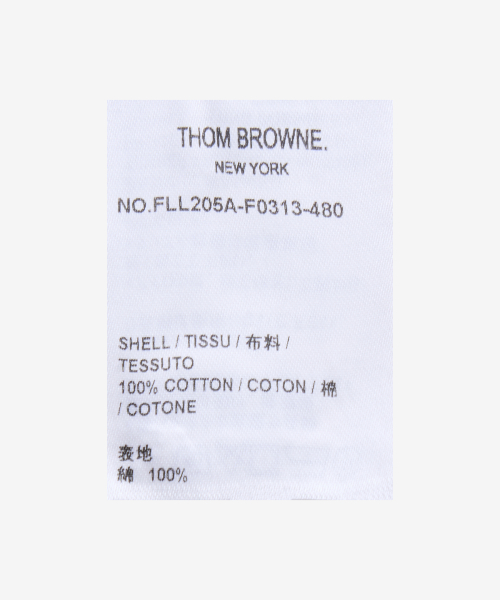 THOM BROWNE.
NEW YORK
NO.FLL205A-F0313-480
SHELL / TISSU / 布料 /
TESSUTO
100% COTTON / COTON / 棉
/ COTONE
表地
綿 100%